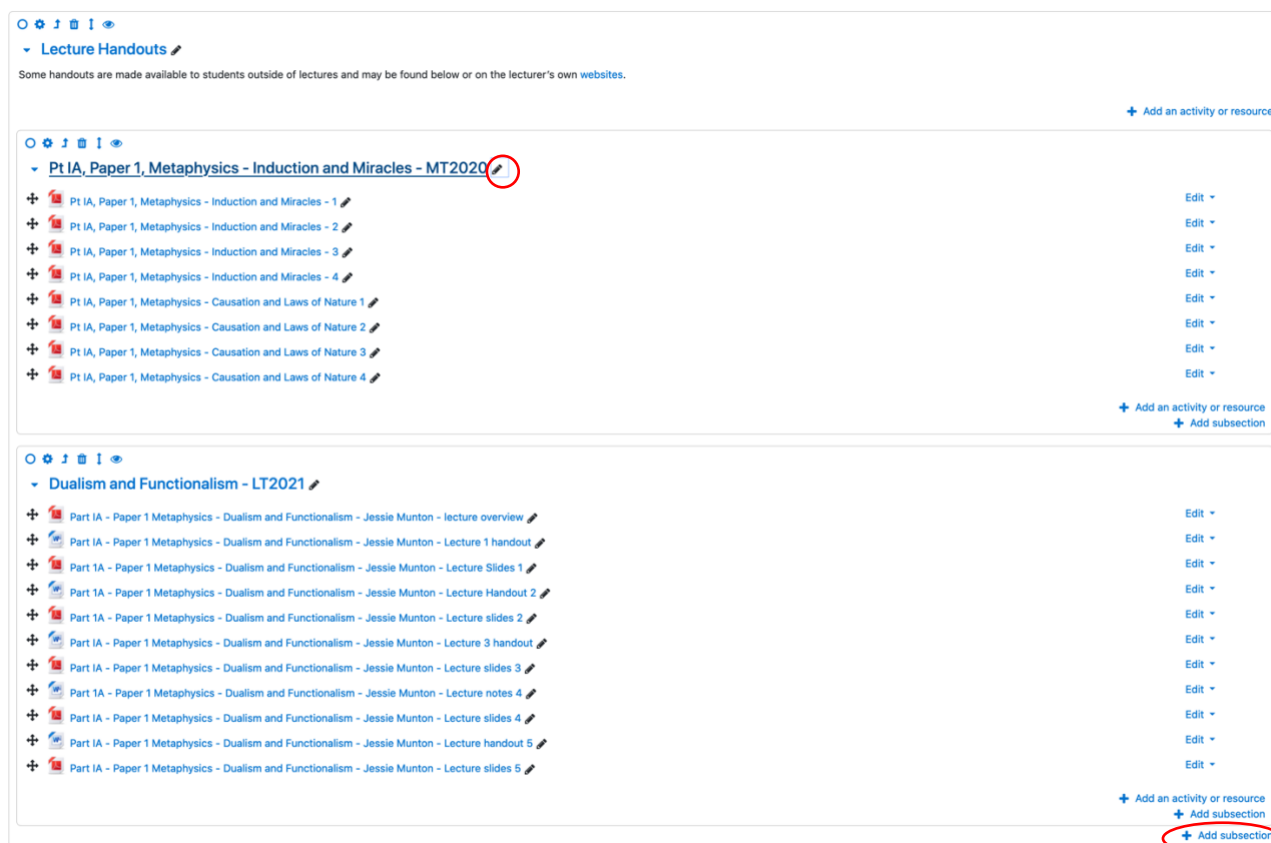 Lecture Handouts
Some handouts are made available to students outside of lectures and may be found below or on the lecturer's own websites.
Add an activity or resource
Pt IA, Paper 1, Metaphysics - Induction and Miracles - MT2020
Pt IA, Paper 1, Metaphysics - Induction and Miracles - 1 Edit
Pt IA, Paper 1, Metaphysics - Induction and Miracles - 2 Edit
Pt IA, Paper 1, Metaphysics - Induction and Miracles - 3 Edit
Pt IA, Paper 1, Metaphysics - Induction and Miracles - 4 Edit
Pt IA, Paper 1, Metaphysics - Causation and Laws of Nature 1 Edit
Pt IA, Paper 1, Metaphysics - Causation and Laws of Nature 2 Edit
Pt IA, Paper 1, Metaphysics - Causation and Laws of Nature 3 Edit
Pt IA, Paper 1, Metaphysics - Causation and Laws of Nature 4 Edit
Add an activity or resource
Add subsection
Dualism and Functionalism - LT2021
Part IA - Paper 1 Metaphysics - Dualism and Functionalism - Jessie Munton - lecture overview Edit
Part IA - Paper 1 Metaphysics - Dualism and Functionalism - Jessie Munton - Lecture 1 handout Edit
Part 1A - Paper 1 Metaphysics - Dualism and Functionalism - Jessie Munton - Lecture Slides 1 Edit
Part 1A - Paper 1 Metaphysics - Dualism and Functionalism - Jessie Munton - Lecture Handout 2 Edit
Part 1A - Paper 1 Metaphysics - Dualism and Functionalism - Jessie Munton - Lecture slides 2 Edit
Part IA - Paper 1 Metaphysics - Dualism and Functionalism - Jessie Munton - Lecture 3 handout Edit
Part IA - Paper 1 Metaphysics - Dualism and Functionalism - Jessie Munton - Lecture slides 3 Edit
Part 1A - Paper 1 Metaphysics - Dualism and Functionalism - Jessie Munton - Lecture notes 4 Edit
Part IA - Paper 1 Metaphysics - Dualism and Functionalism - Jessie Munton - Lecture slides 4 Edit
Part IA - Paper 1 Metaphysics - Dualism and Functionalism - Jessie Munton - Lecture handout 5 Edit
Part IA - Paper 1 Metaphysics - Dualism and Functionalism - Jessie Munton - Lecture slides 5 Edit
Add an activity or resource
Add subsection
Add subsection